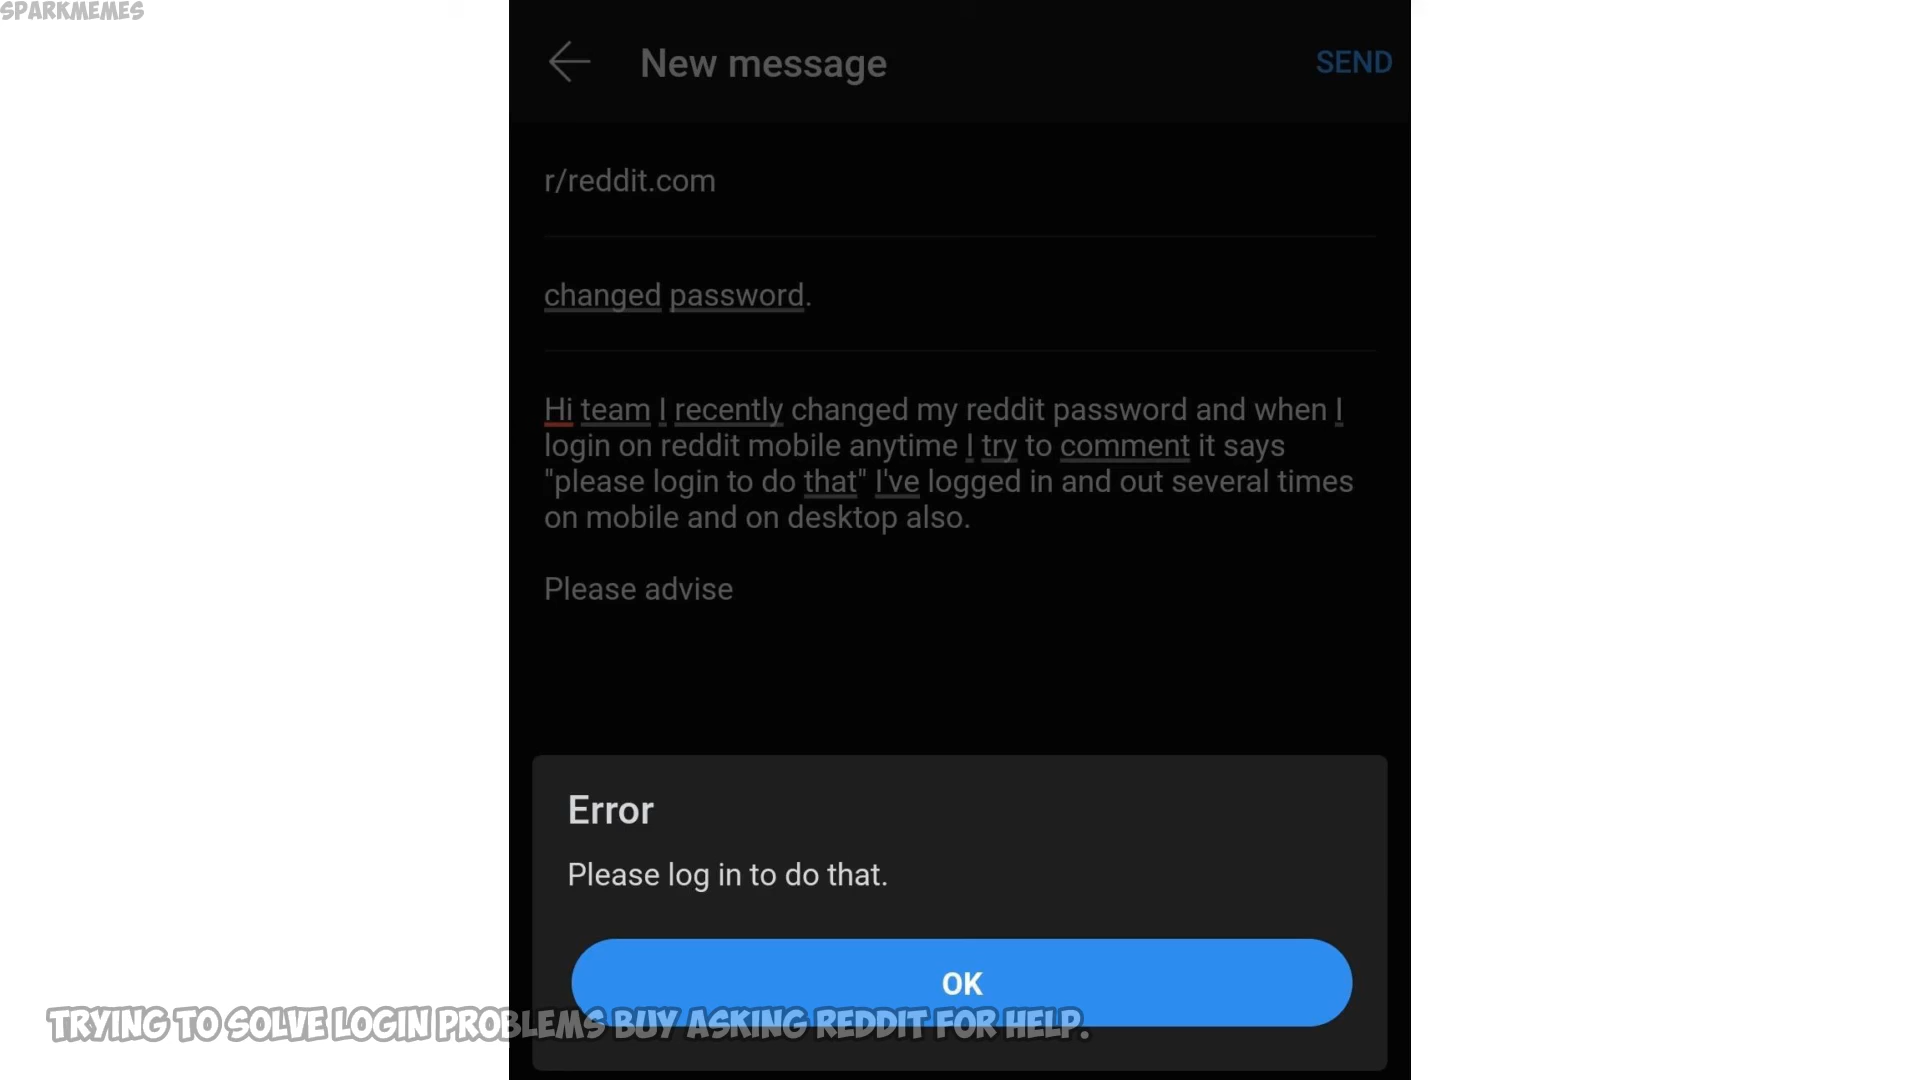 SPARKMEMES
New message
SEND
r/reddit.com
changed password.
Hi team I recently changed my reddit password and when I
login on reddit mobile anytime I try to comment it says
"please login to do that" I've logged in and out several times
on mobile and on desktop also.
Please advise
Error
Please log in to do that.
OK
TRYING TO SOLVE LOGIN PROBLEMS BUY ASKING REDDIT FOR HELP.